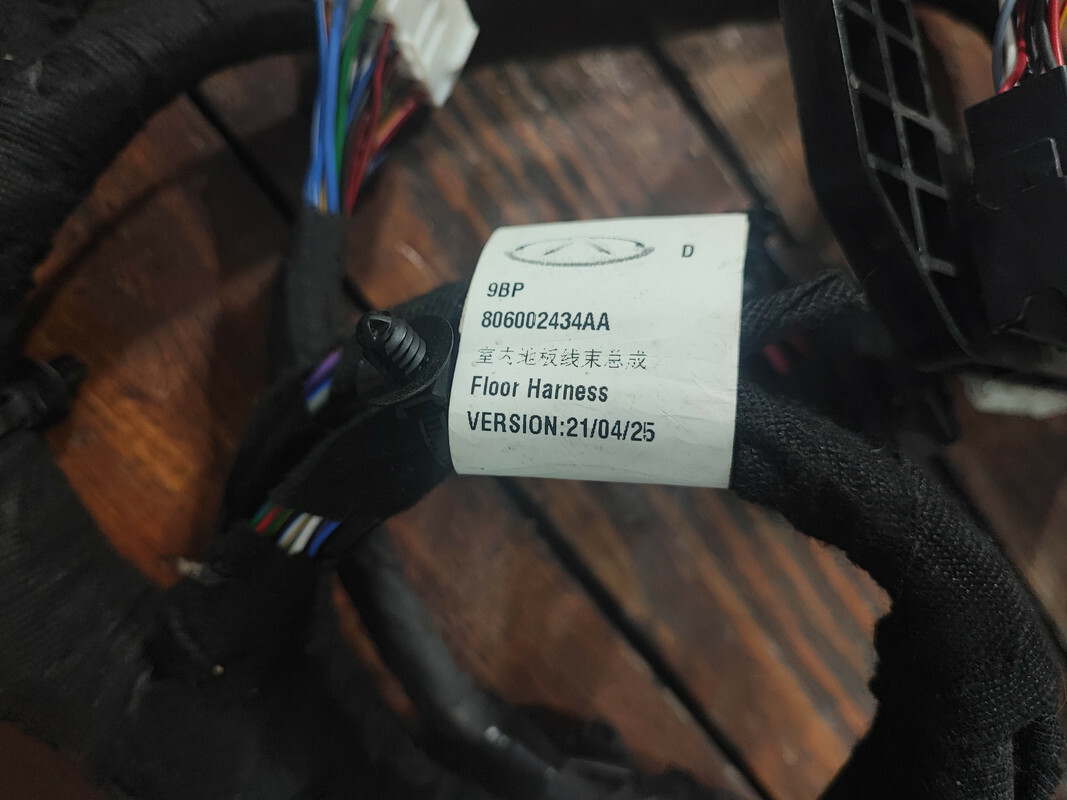 D
9BP
806002434AA
室内地板线束总成
Floor Harness
VERSION:21/04/25